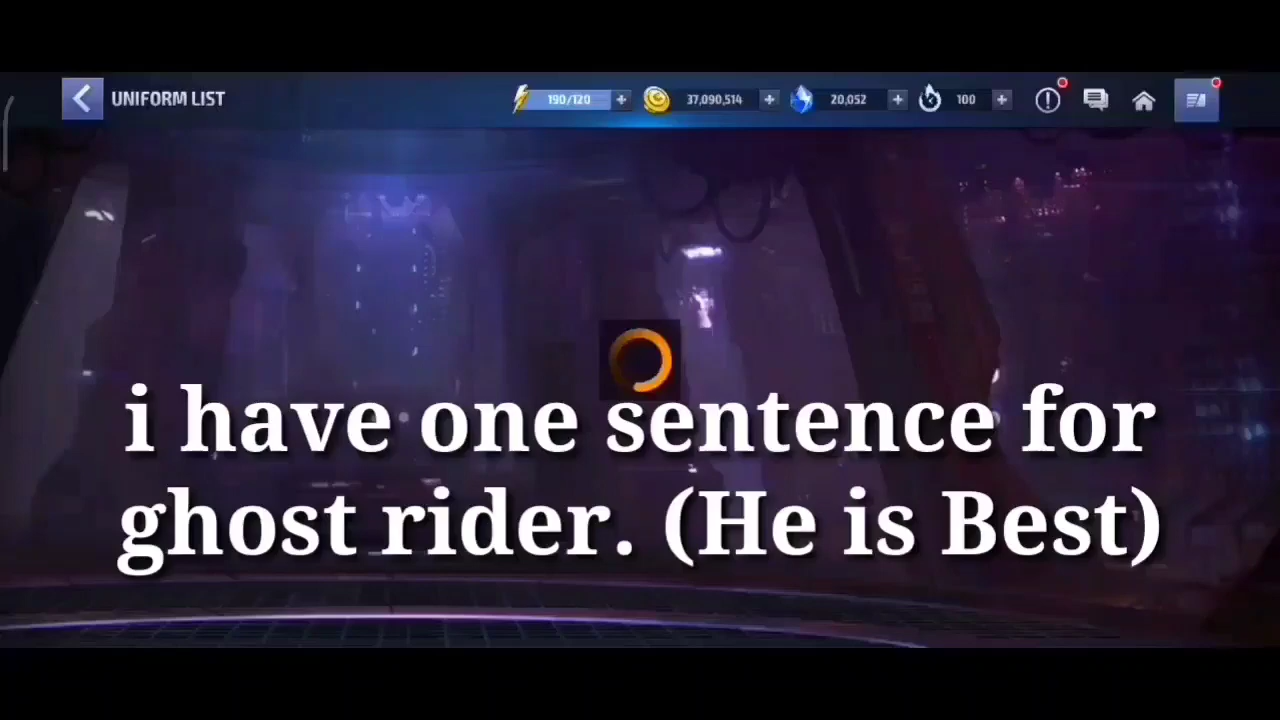 UNIFORM LIST
190/120
37,090,514
20,052
100
i have one sentence for
ghost rider. (He is Best)